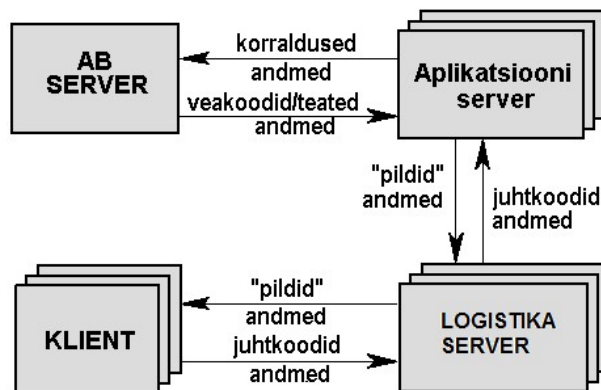 AB
SERVER
korraldused
andmed
veakoodid/teated
andmed
Aplikatsiooni
server
"pildid"
andmed
juhtkoodid
andmed
KLIENT
"pildid"
andmed
juhtkoodid
andmed
LOGISTIKA
SERVER